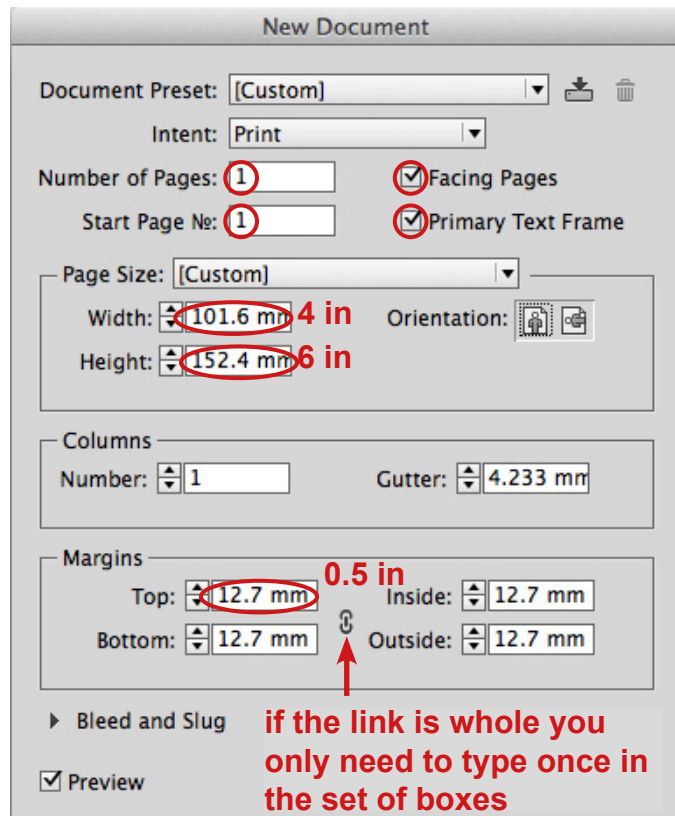 New Document
Document Preset: [Custom]
Intent: Print
Number of Pages: 1 Facing Pages
Start Page №: 1 Primary Text Frame
Page Size: [Custom]
Width: 101.6 mm 4 in Orientation:
Height: 152.4 mm 6 in
Columns
Number: 1 Gutter: 4.233 mm
Margins
0.5 in
Top: 12.7 mm Inside: 12.7 mm
Bottom: 12.7 mm Outside: 12.7 mm
Bleed and Slug
if the link is whole you
only need to type once in
the set of boxes
Preview